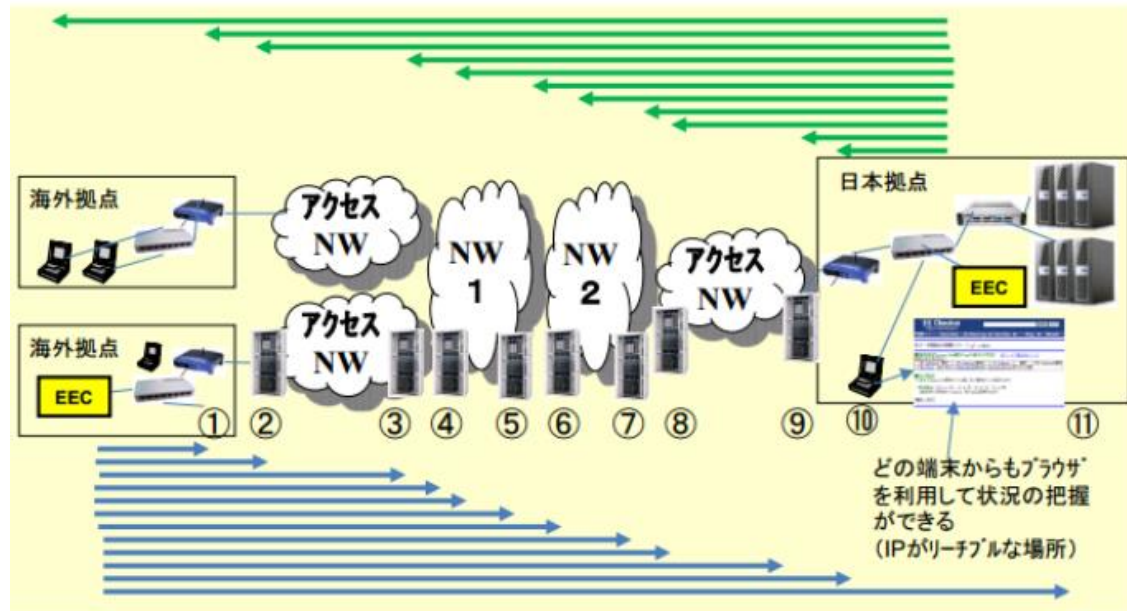 海外拠点
アクセス
NW
NW
1
NW
2
アクセス
NW
日本拠点
EEC
海外拠点
EEC
アクセス
NW
① ② ③ ④ ⑤ ⑥ ⑦ ⑧ ⑨ ⑩ ⑪
どの端末からもﾌﾞﾗｳｻﾞ
を利用して状況の把握
ができる
（IPがﾘｰﾁﾌﾞﾙな場所）